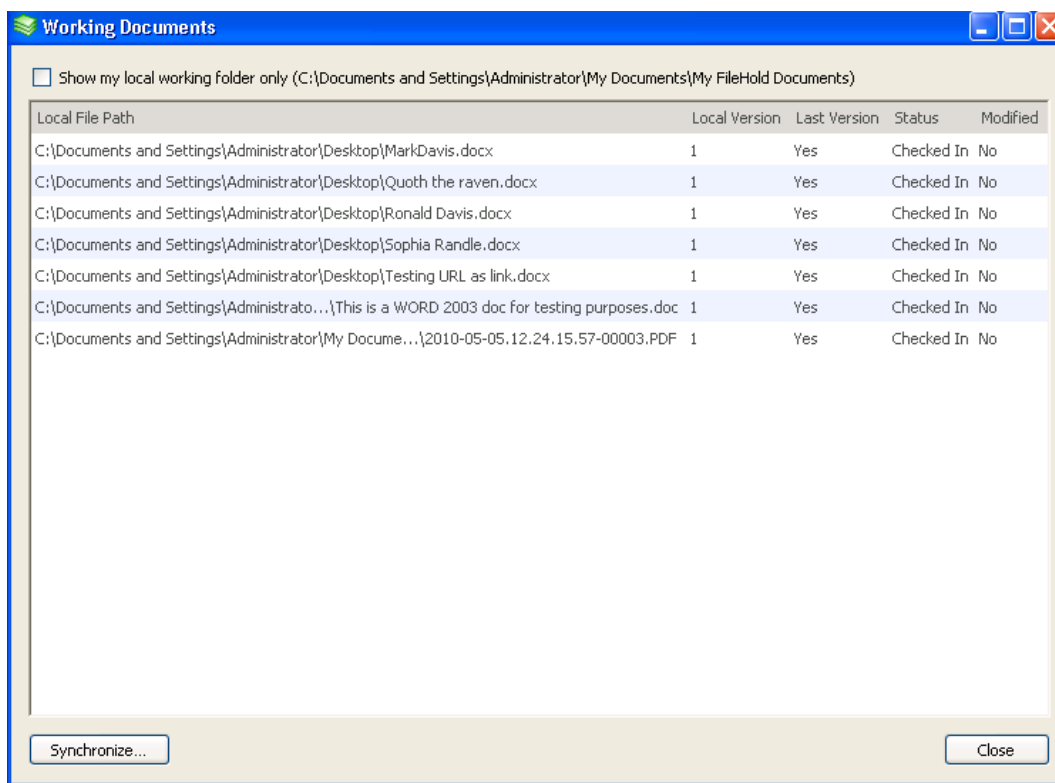 Working Documents
Show my local working folder only (C:\Documents and Settings\Administrator\My Documents\My FileHold Documents)
Local File Path Local Version Last Version Status Modified
C:\Documents and Settings\Administrator\Desktop\MarkDavis.docx 1 Yes Checked In No
C:\Documents and Settings\Administrator\Desktop\Quoth the raven.docx 1 Yes Checked In No
C:\Documents and Settings\Administrator\Desktop\Ronald Davis.docx 1 Yes Checked In No
C:\Documents and Settings\Administrator\Desktop\Sophia Randle.docx 1 Yes Checked In No
C:\Documents and Settings\Administrator\Desktop\Testing URL as link.docx 1 Yes Checked In No
C:\Documents and Settings\Administrato...\This is a WORD 2003 doc for testing purposes.doc 1 Yes Checked In No
C:\Documents and Settings\Administrator\My Docume...\2010-05-05.12.24.15.57-00003.PDF 1 Yes Checked In No
Synchronize... Close